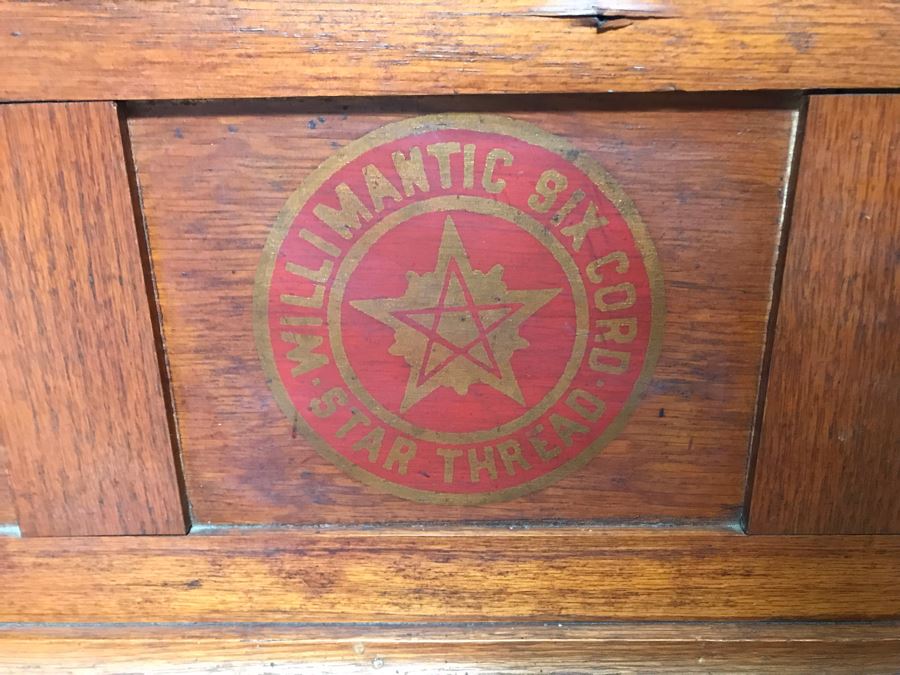 WILLIMANTIC SIX CORD
· STAR THREAD ·